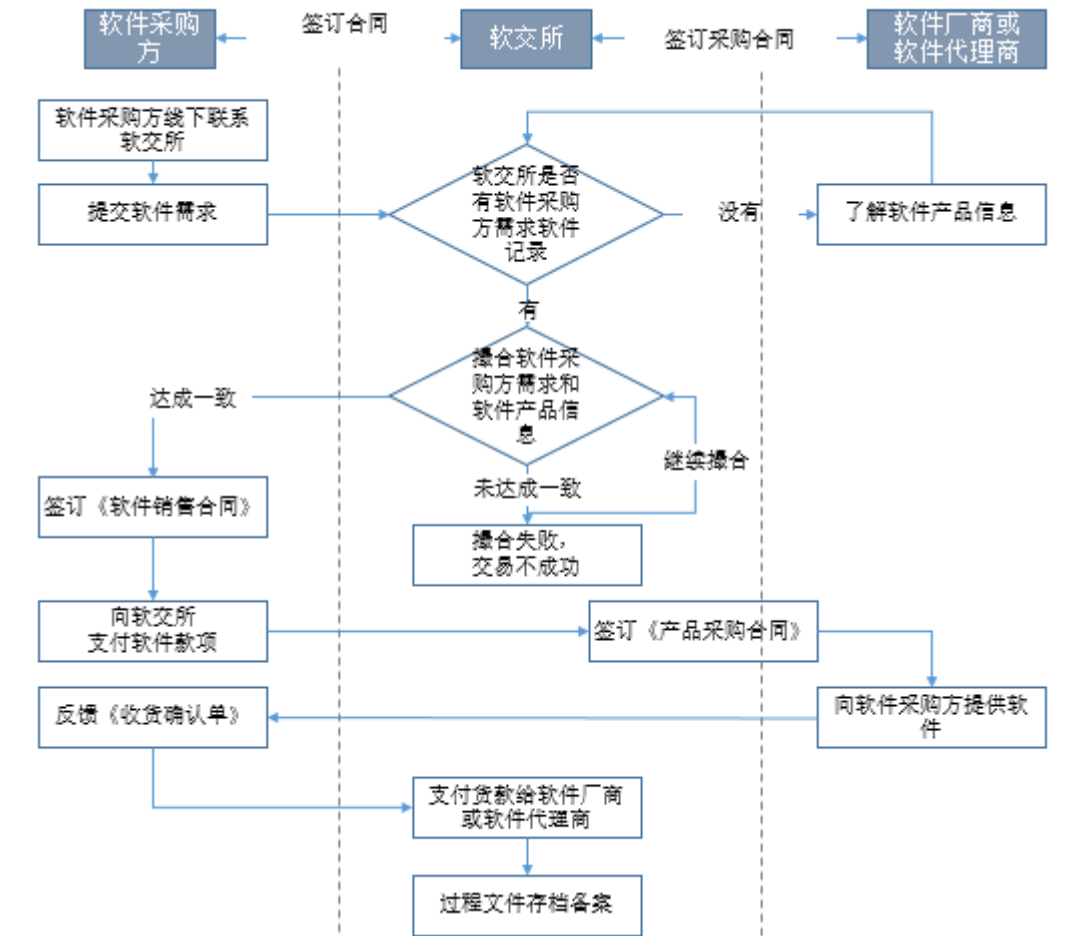 软件采购
方
签订合同
软交所
签订采购合同
软件厂商或
软件代理商
软件采购方线下联系
软交所
提交软件需求
软交所是否
有软件采购
方需求软件
记录
没有
了解软件产品信息
有
撮合软件采
购方需求和
软件产品信
息
达成一致
继续撮合
未达成一致
签订《软件销售合同》
撮合失败，
交易不成功
向软交所
支付软件款项
签订《产品采购合同》
反馈《收货确认单》
向软件采购方提供软
件
支付货款给软件厂商
或软件代理商
过程文件存档备案